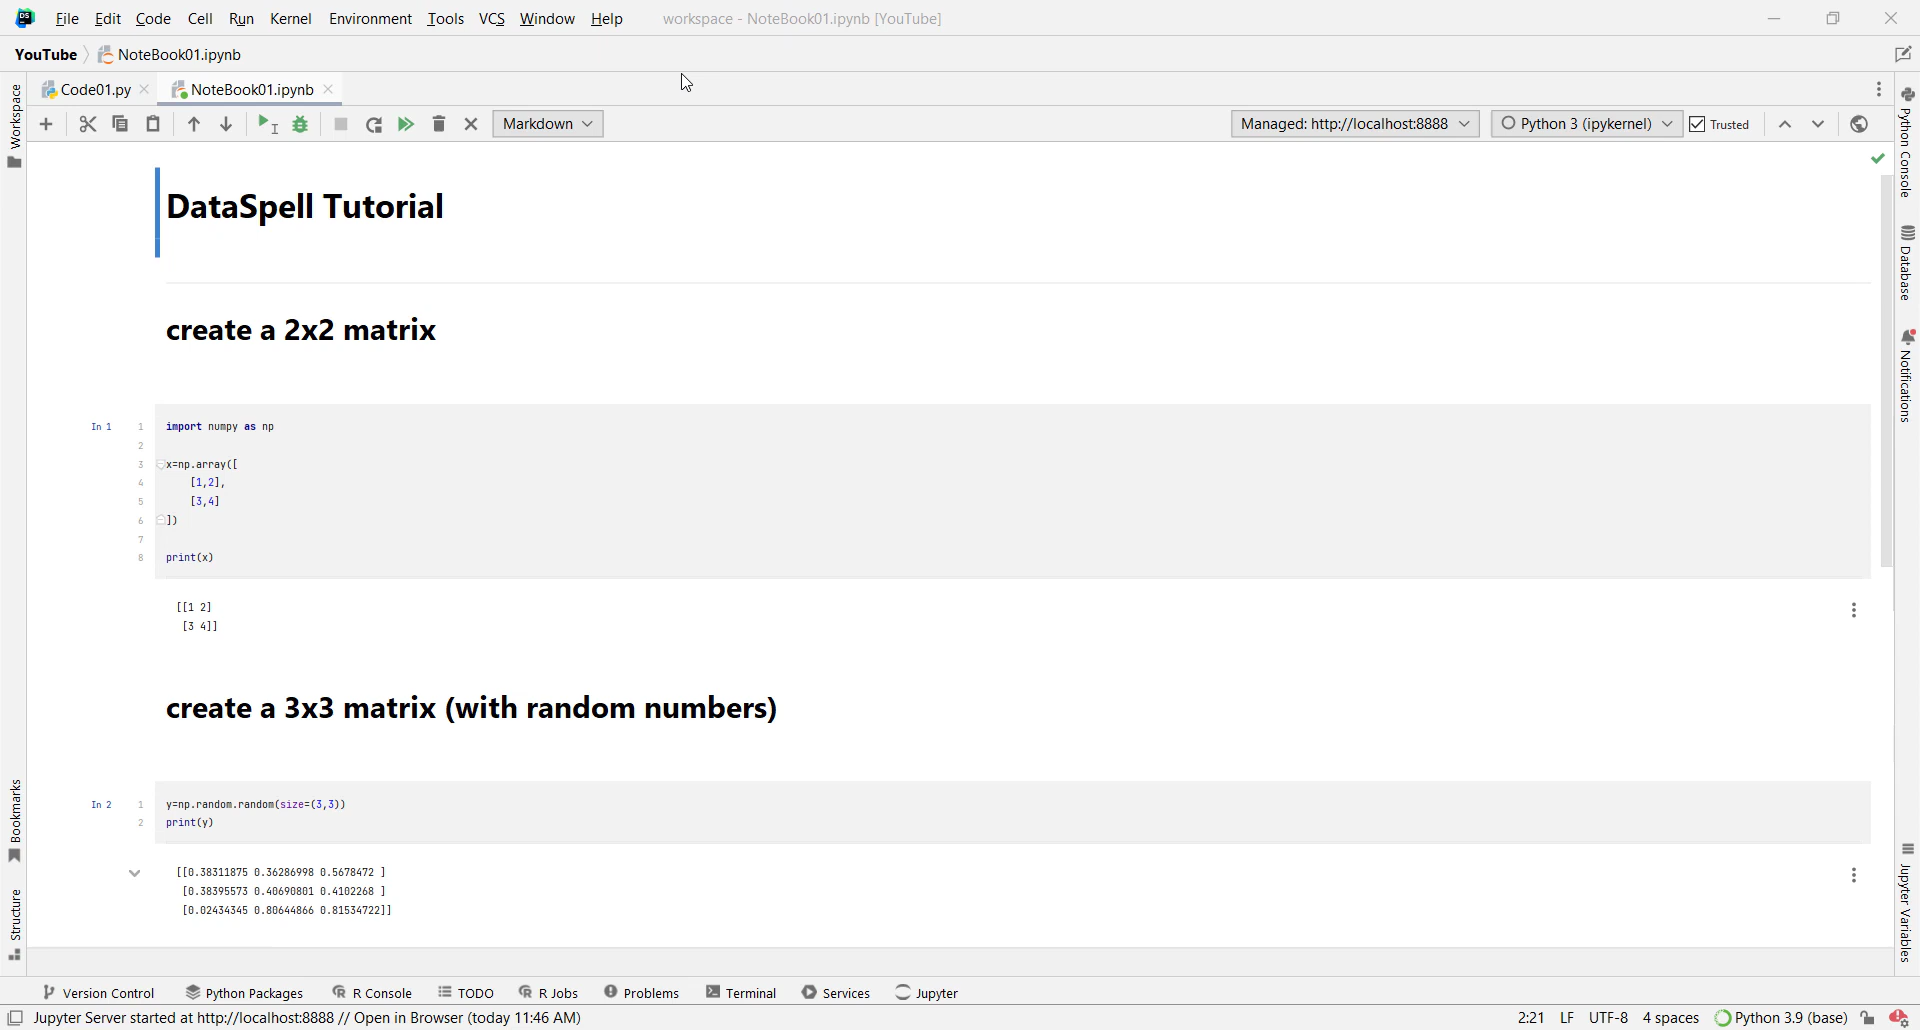 DS File Edit Code Cell Run Kernel Environment Tools VCS Window Help workspace - NoteBook01.ipynb [YouTube]
YouTube NoteBook01.ipynb
Code01.py NoteBook01.ipynb
Markdown Managed: http://localhost:8888 Python 3 (ipykernel) Trusted
Workspace
Bookmarks
Structure
DataSpell Tutorial
create a 2x2 matrix
In 1 1 import numpy as np
2
3 x=np.array([
4 [1,2],
5 [3,4]
6 ])
7
8 print(x)
[[1 2]
[3 4]]
create a 3x3 matrix (with random numbers)
In 2 1 y=np.random.random(size=(3,3))
2 print(y)
[[0.38311875 0.36286998 0.5678472 ]
[0.38395573 0.40690801 0.4102268 ]
[0.02434345 0.80644866 0.81534722]]
Python Console
Database
Notifications
Jupyter Variables
Version Control Python Packages R Console TODO R Jobs Problems Terminal Services Jupyter
Jupyter Server started at http://localhost:8888 // Open in Browser (today 11:46 AM) 2:21 LF UTF-8 4 spaces Python 3.9 (base)